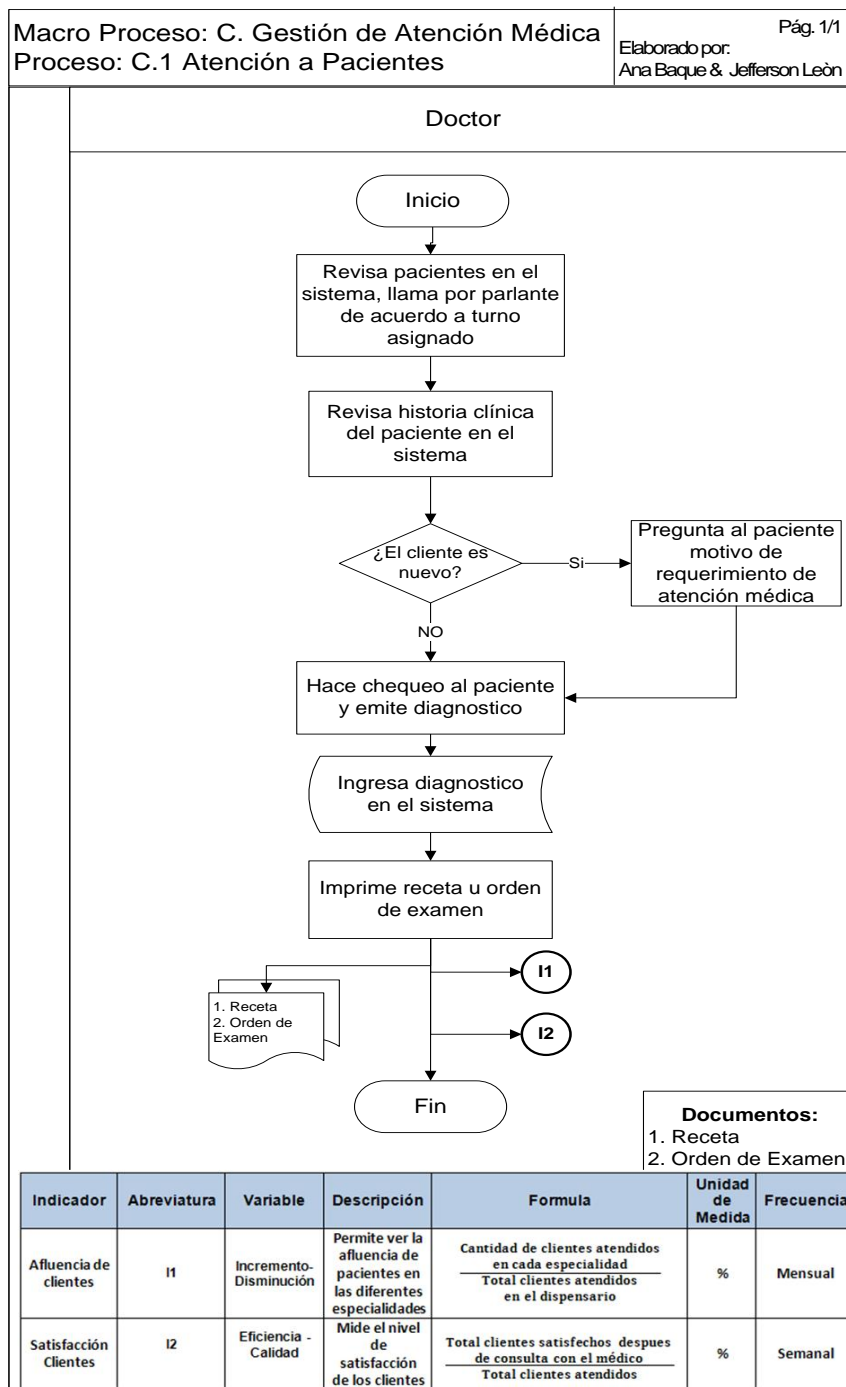 Macro Proceso: C. Gestión de Atención Médica
Proceso: C.1 Atención a Pacientes
Pág. 1/1
Elaborado por:
Ana Baque & Jefferson Leòn
Doctor
Inicio
Revisa pacientes en el
sistema, llama por parlante
de acuerdo a turno
asignado
Revisa historia clínica
del paciente en el
sistema
¿El cliente es
nuevo?
Si
Pregunta al paciente
motivo de
requerimiento de
atención médica
NO
Hace chequeo al paciente
y emite diagnostico
Ingresa diagnostico
en el sistema
Imprime receta u orden
de examen
I1
1. Receta
2. Orden de
Examen
I2
Fin
Documentos:
1. Receta
2. Orden de Examen
Indicador
Abreviatura
Variable
Descripción
Formula
Unidad
de
Medida
Frecuencia
Afluencia de
clientes
I1
Incremento-
Disminución
Permite ver la
afluencia de
pacientes en
las diferentes
especialidades
Cantidad de clientes atendidos
en cada especialidad
Total clientes atendidos
en el dispensario
%
Mensual
Satisfacción
Clientes
I2
Eficiencia -
Calidad
Mide el nivel
de
satisfacción
de los clientes
Total clientes satisfechos despues
de consulta con el médico
Total clientes atendidos
%
Semanal